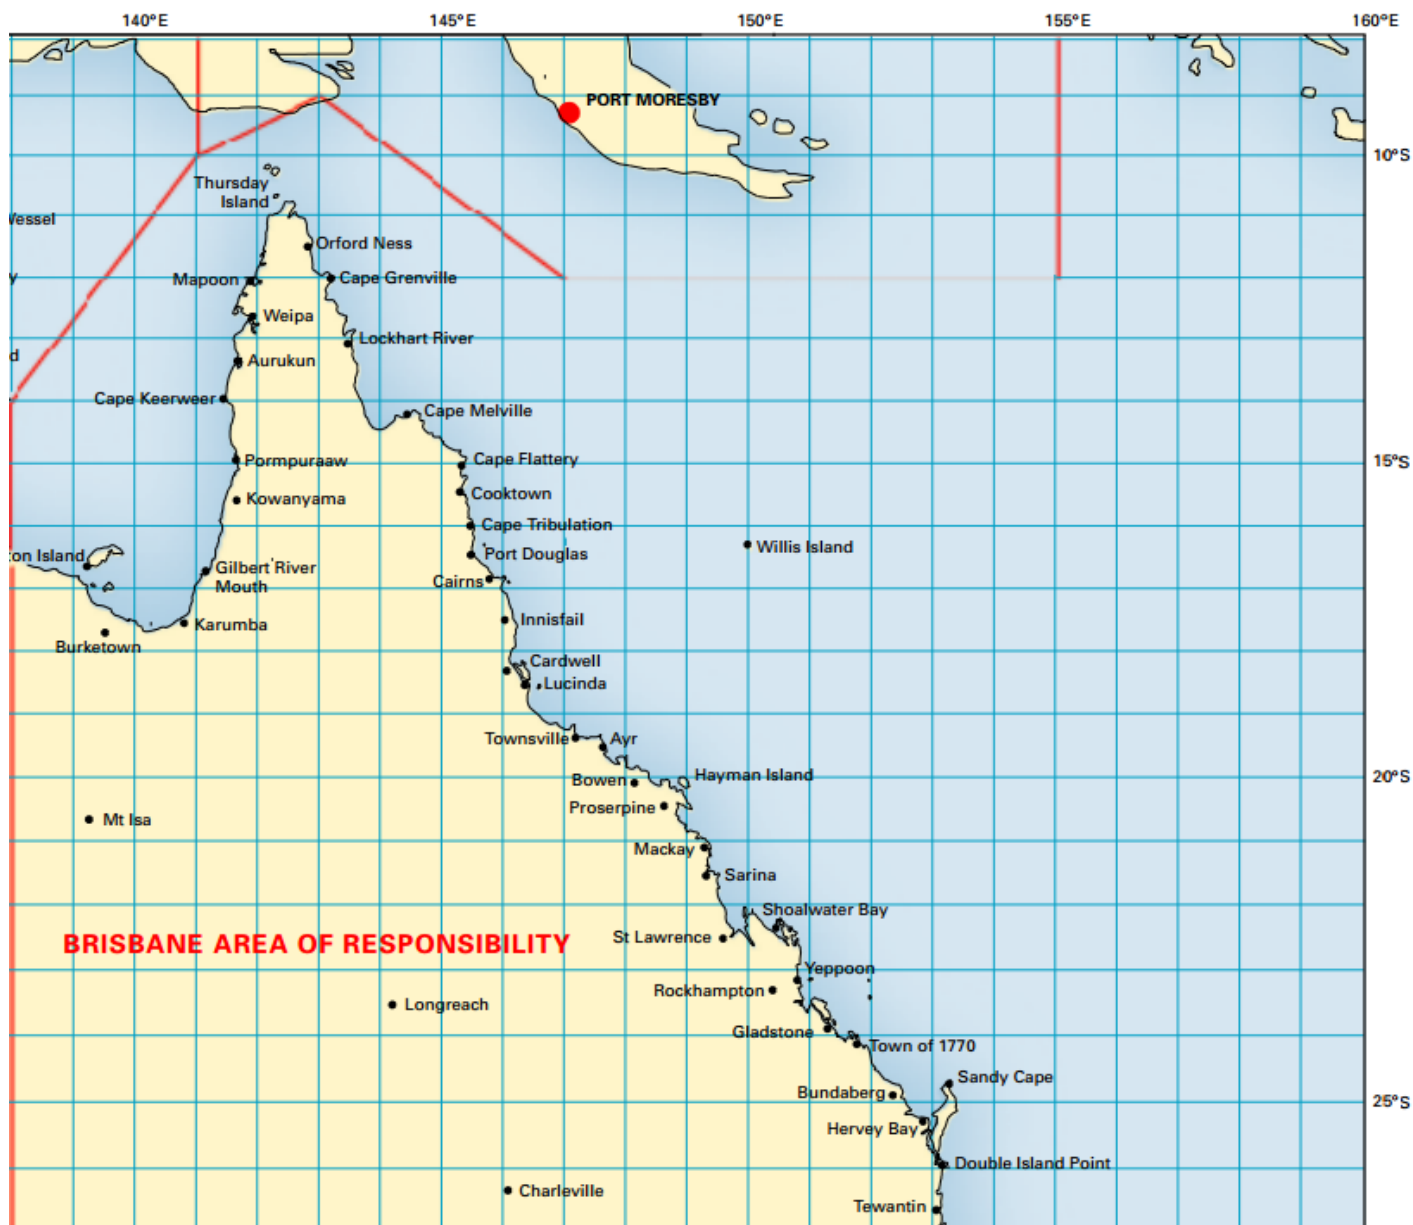 140°E
145°E
150°E
155°E
160°E
PORT MORESBY
10°S
Thursday
Island
Vessel
Orford Ness
Mapoon
Cape Grenville
Weipa
Lockhart River
d
Aurukun
Cape Keerweer
Cape Melville
Pormpuraaw
Cape Flattery
15°S
Kowanyama
Cooktown
Cape Tribulation
ton Island
Port Douglas
Willis Island
Gilbert River
Mouth
Cairns
Karumba
Innisfail
Burketown
Cardwell
Lucinda
Townsville
Ayr
Bowen
Hayman Island
20°S
Proserpine
Mt Isa
Mackay
Sarina
Shoalwater Bay
St Lawrence
BRISBANE AREA OF RESPONSIBILITY
Yeppoon
Rockhampton
Longreach
Gladstone
Town of 1770
Sandy Cape
Bundaberg
25°S
Hervey Bay
Double Island Point
Charleville
Tewantin